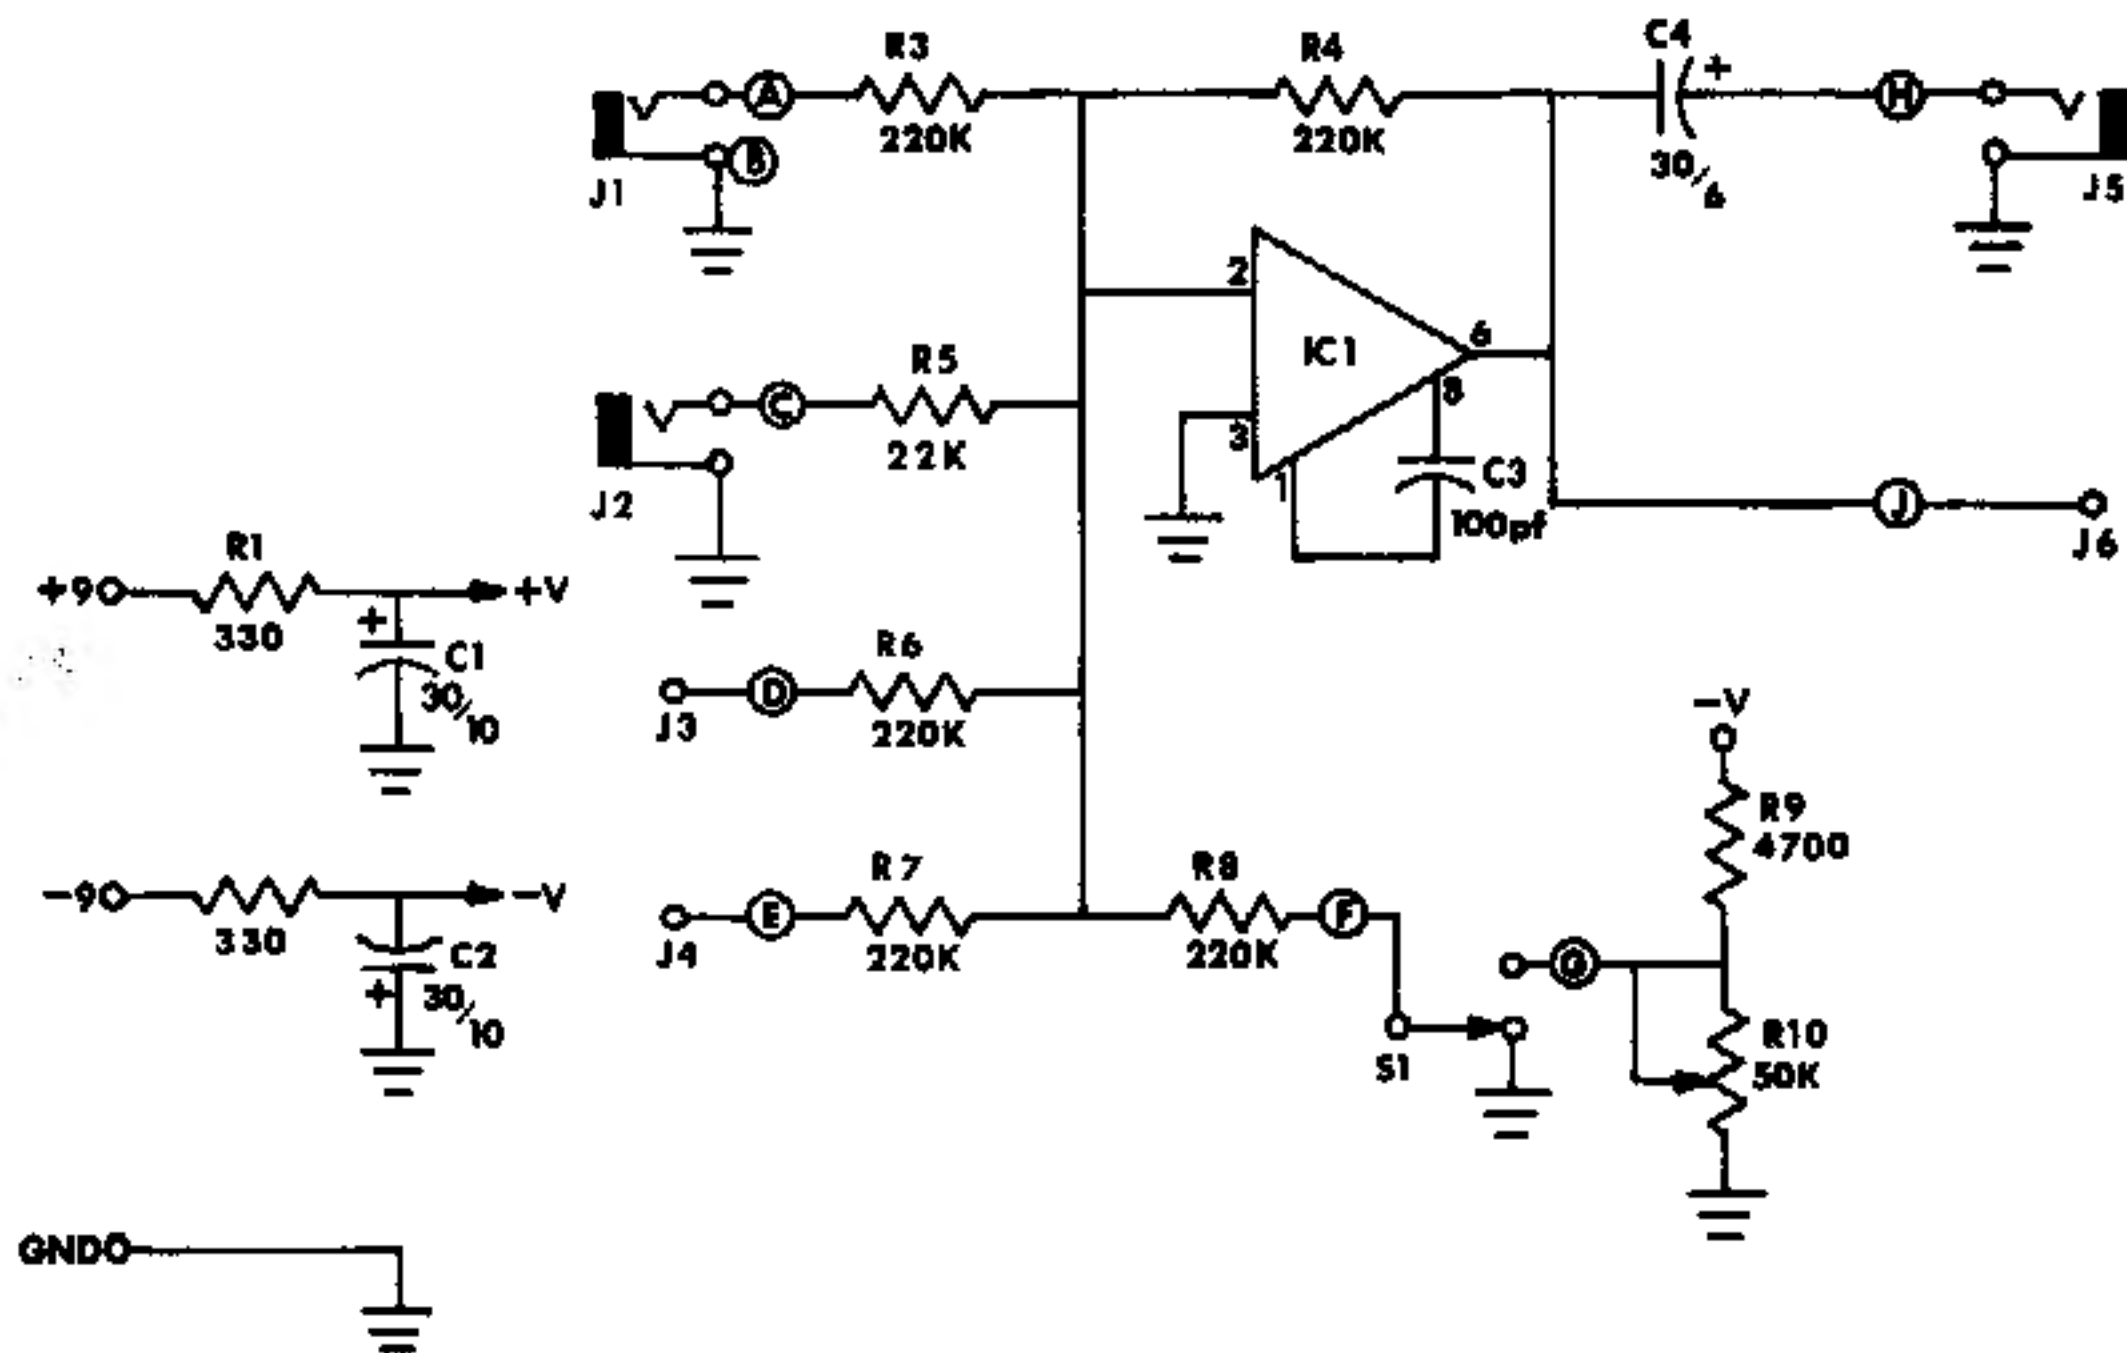 R3
220K
R4
220K
C4
+
30/6
A
B
H
J1
J5
2
IC1
6
8
3
1
C3
100pf
R5
C
22K
J2
J
J6
+9
R1
330
+V
+
C1
30/10
R6
D
J3
220K
-V
R9
4700
-9
330
-V
C2
+
30/10
R7
E
J4
220K
R8
F
220K
G
S1
R10
50K
GND